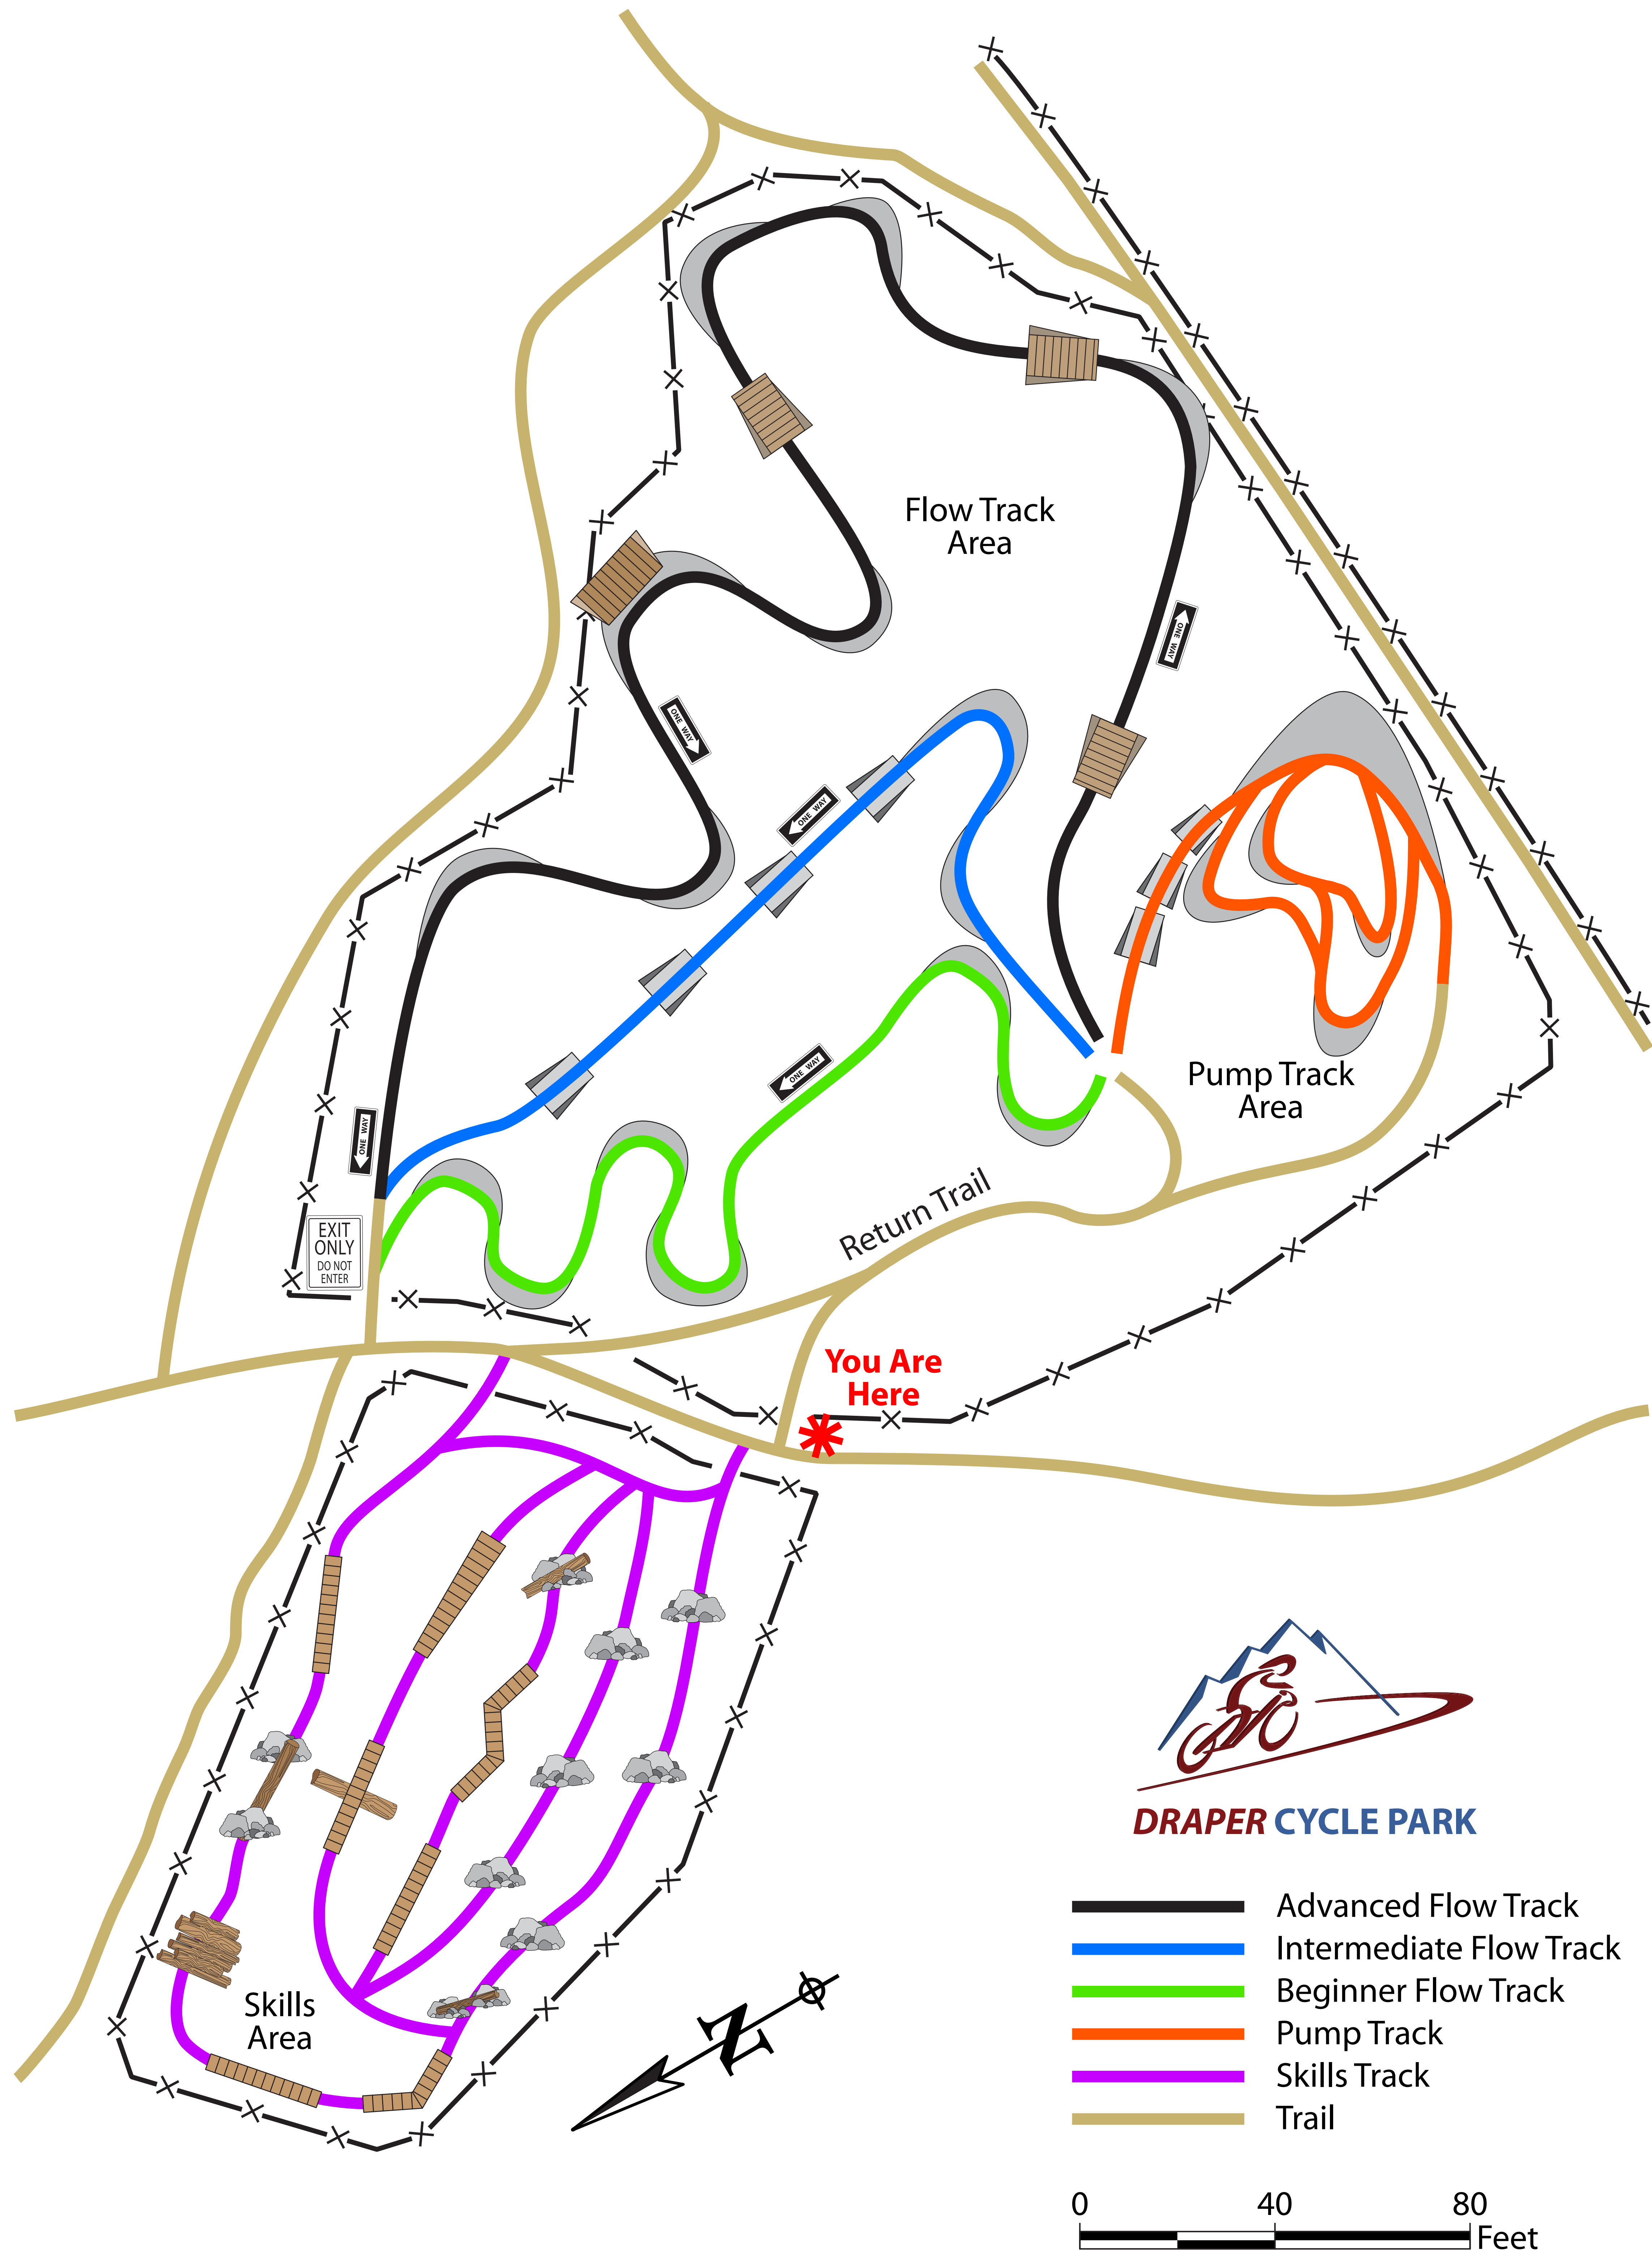 Flow Track
Area
ONE WAY
ONE WAY
ONE WAY
ONE WAY
ONE WAY
Pump Track
Area
Return Trail
EXIT
ONLY
DO NOT
ENTER
You Are
Here
Skills
Area
N
DRAPER CYCLE PARK
Advanced Flow Track
Intermediate Flow Track
Beginner Flow Track
Pump Track
Skills Track
Trail
0 40 80
Feet